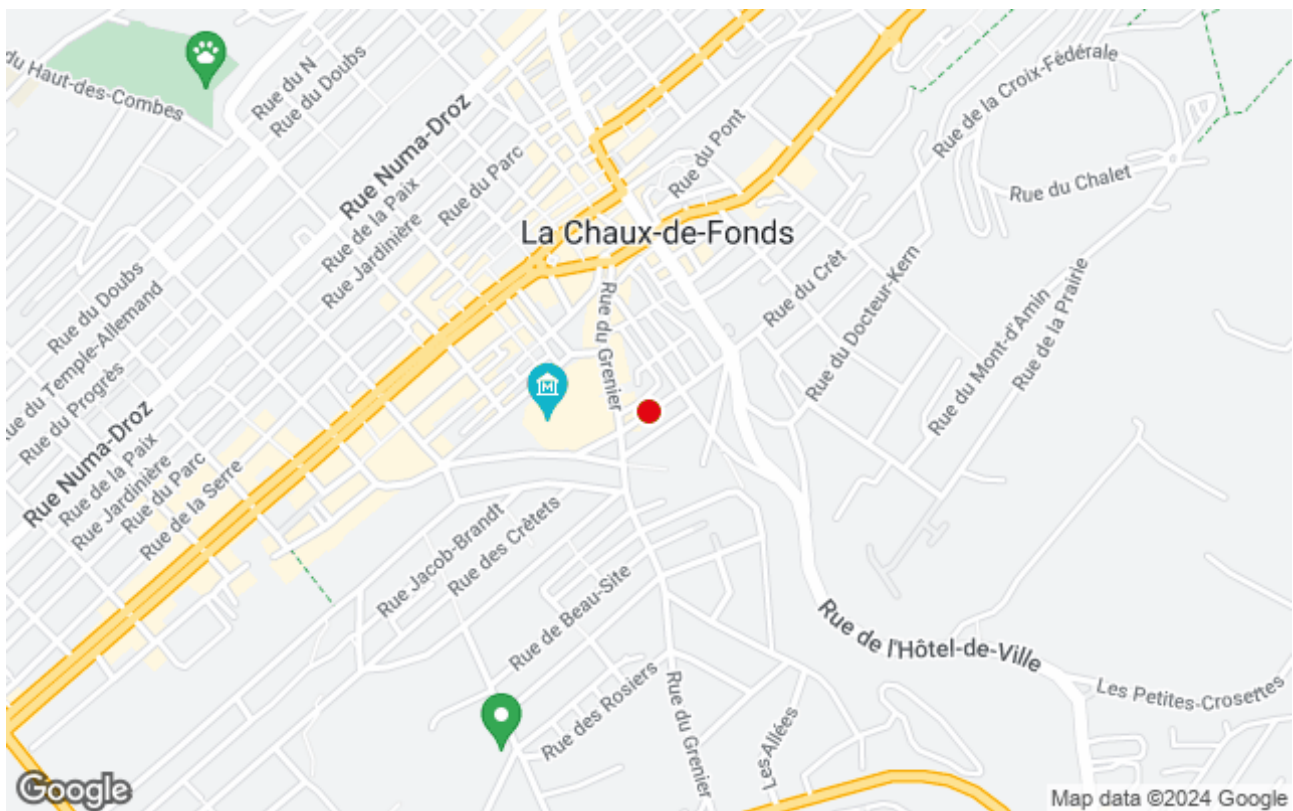 du Haut-des-Combes
Rue du N
Rue du Doubs
Rue Numa-Droz
Rue de la Paix
Rue Jardinière
Rue du Parc
Rue du Pont
Rue de la Croix-Fédérale
Rue du Chalet
La Chaux-de-Fonds
Rue du Crêt
Rue du Docteur-Kern
Rue du Mont-d'Amin
Rue de la Prairie
Rue du Doubs
Rue du Temple-Allemand
Rue du Progrès
Rue Numa-Droz
Rue de la Paix
Rue Jardinière
Rue du Parc
Rue de la Serre
Rue du Grenier
M
Rue Jacob-Brandt
Rue des Crêtets
Rue de Beau-Site
Rue des Rosiers
Rue du Grenier
Les Allées
Rue de l'Hôtel-de-Ville
Les Petites-Crosettes
Google
Map data ©2024 Google